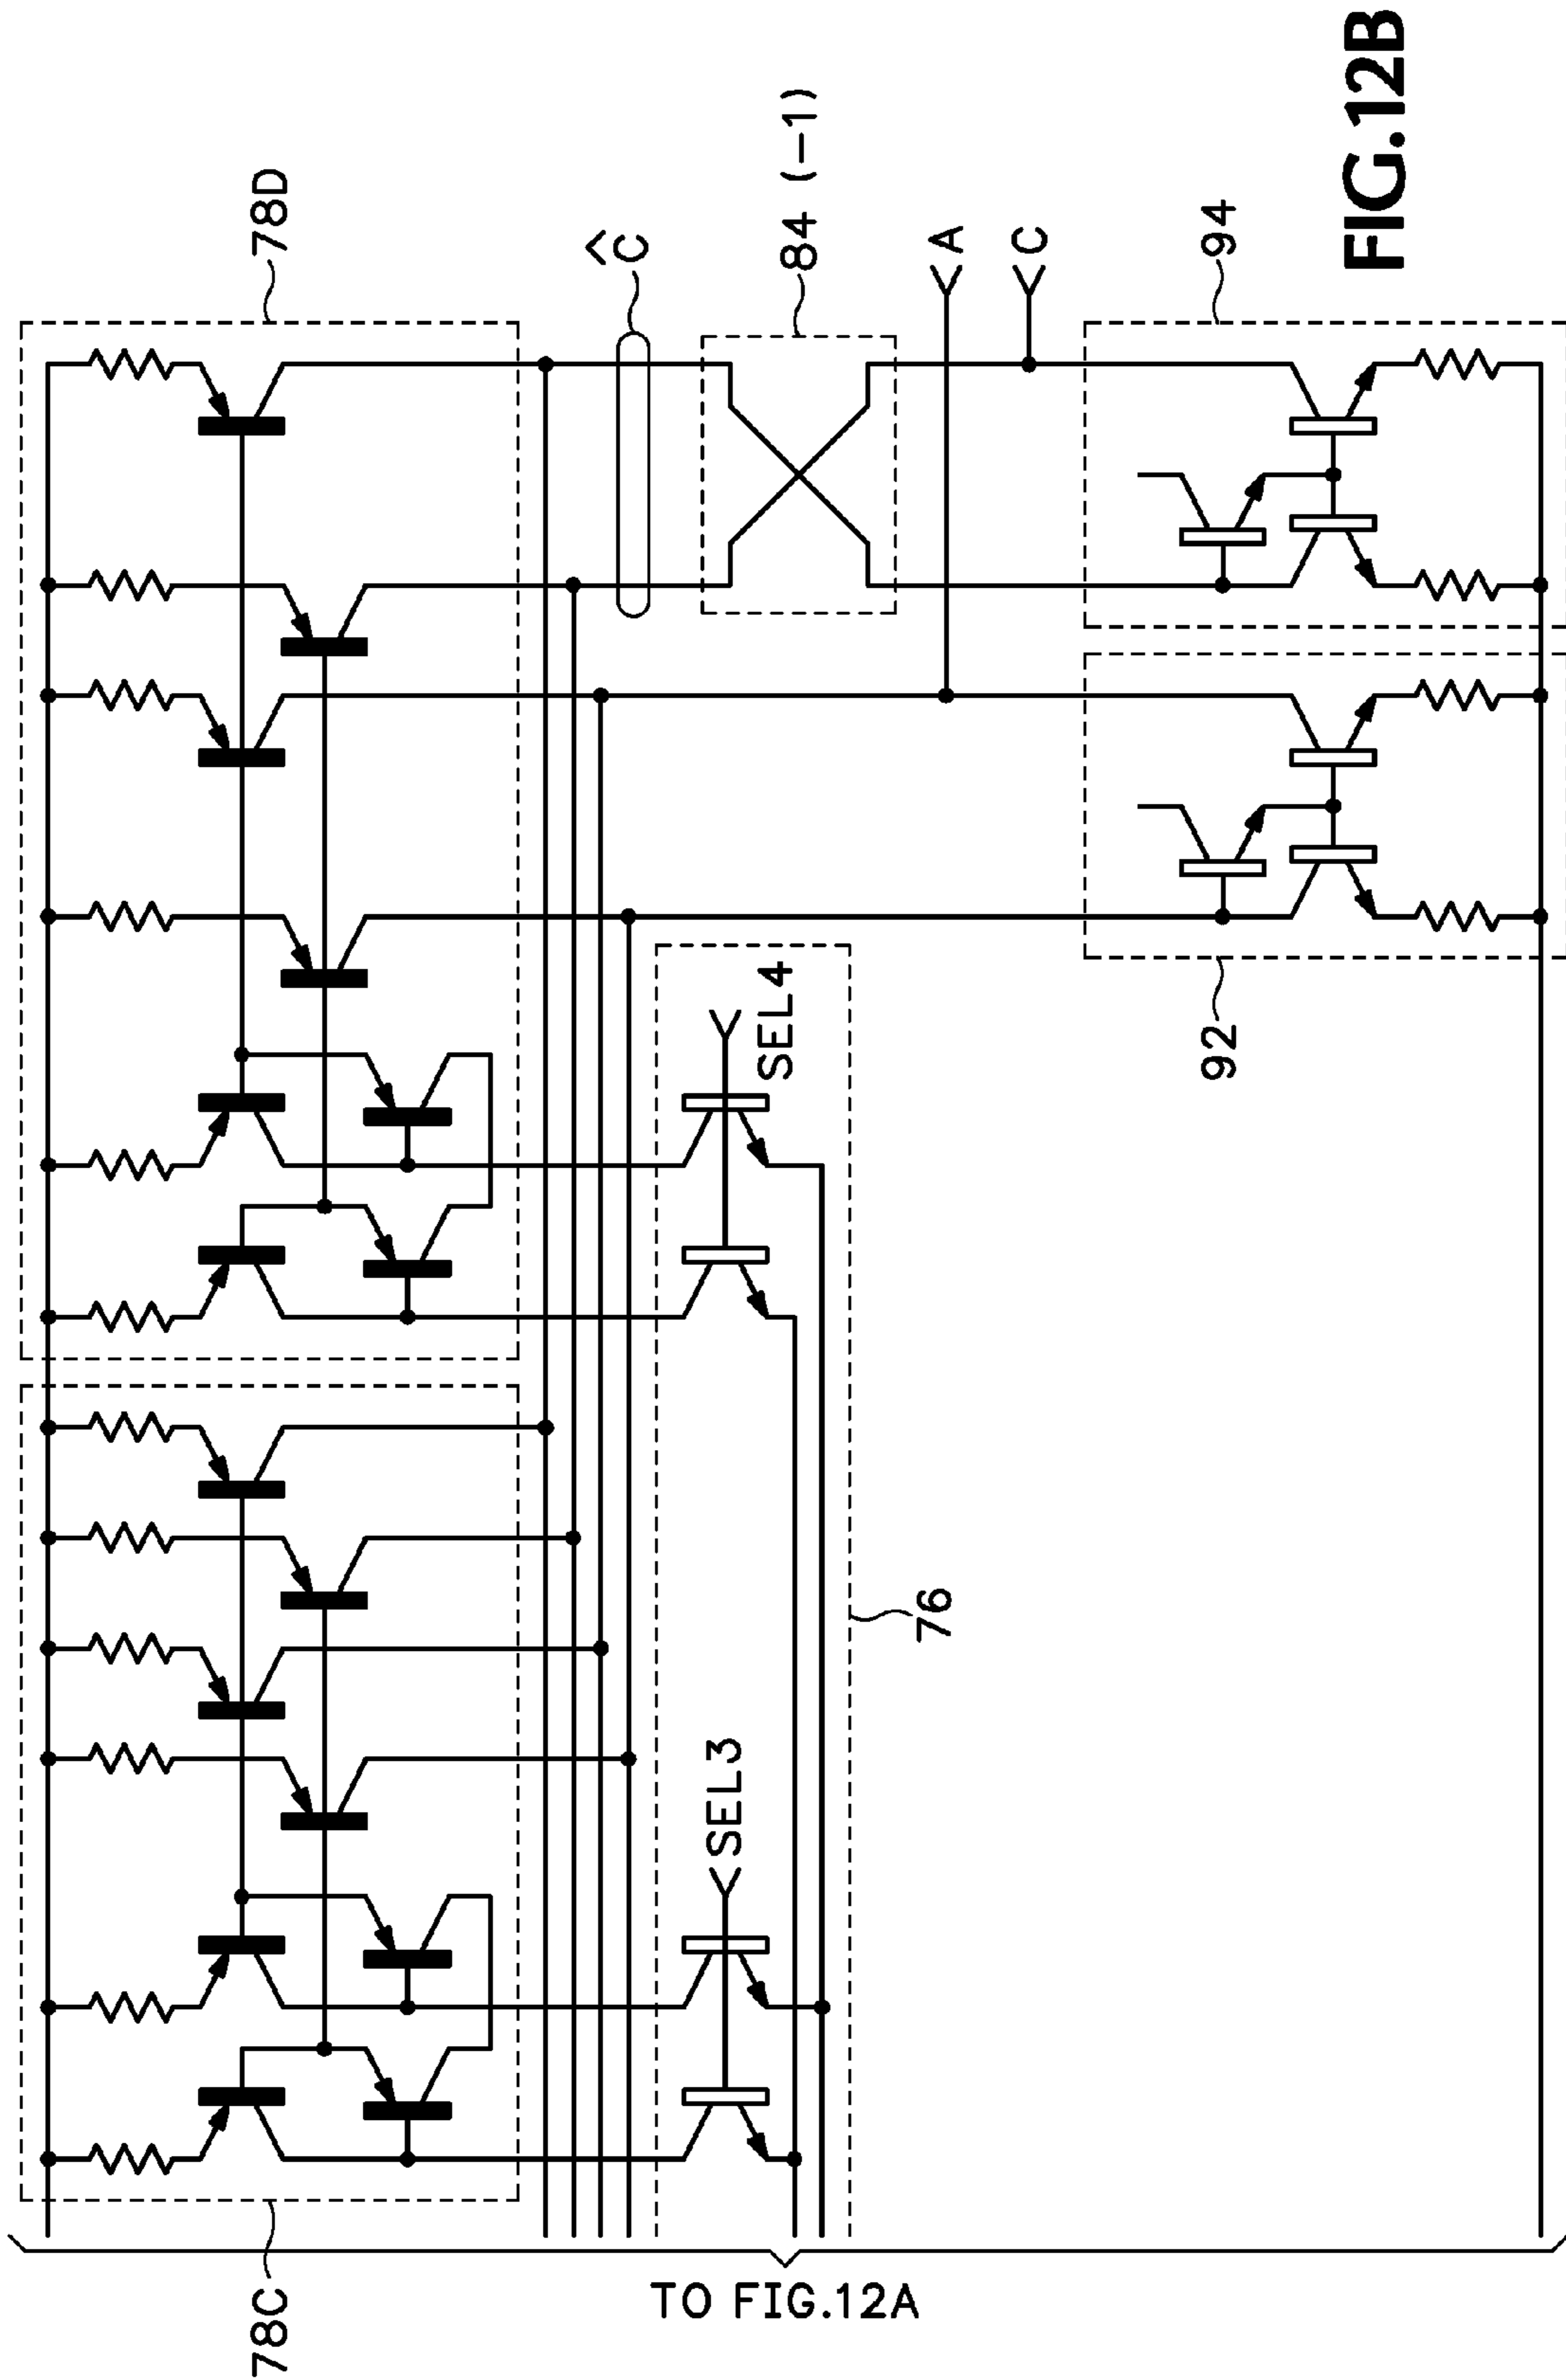 78C
78D
Ĉ
84 (−1)
A
C
SEL3
SEL4
76
92
94
TO FIG.12A
FIG.12B